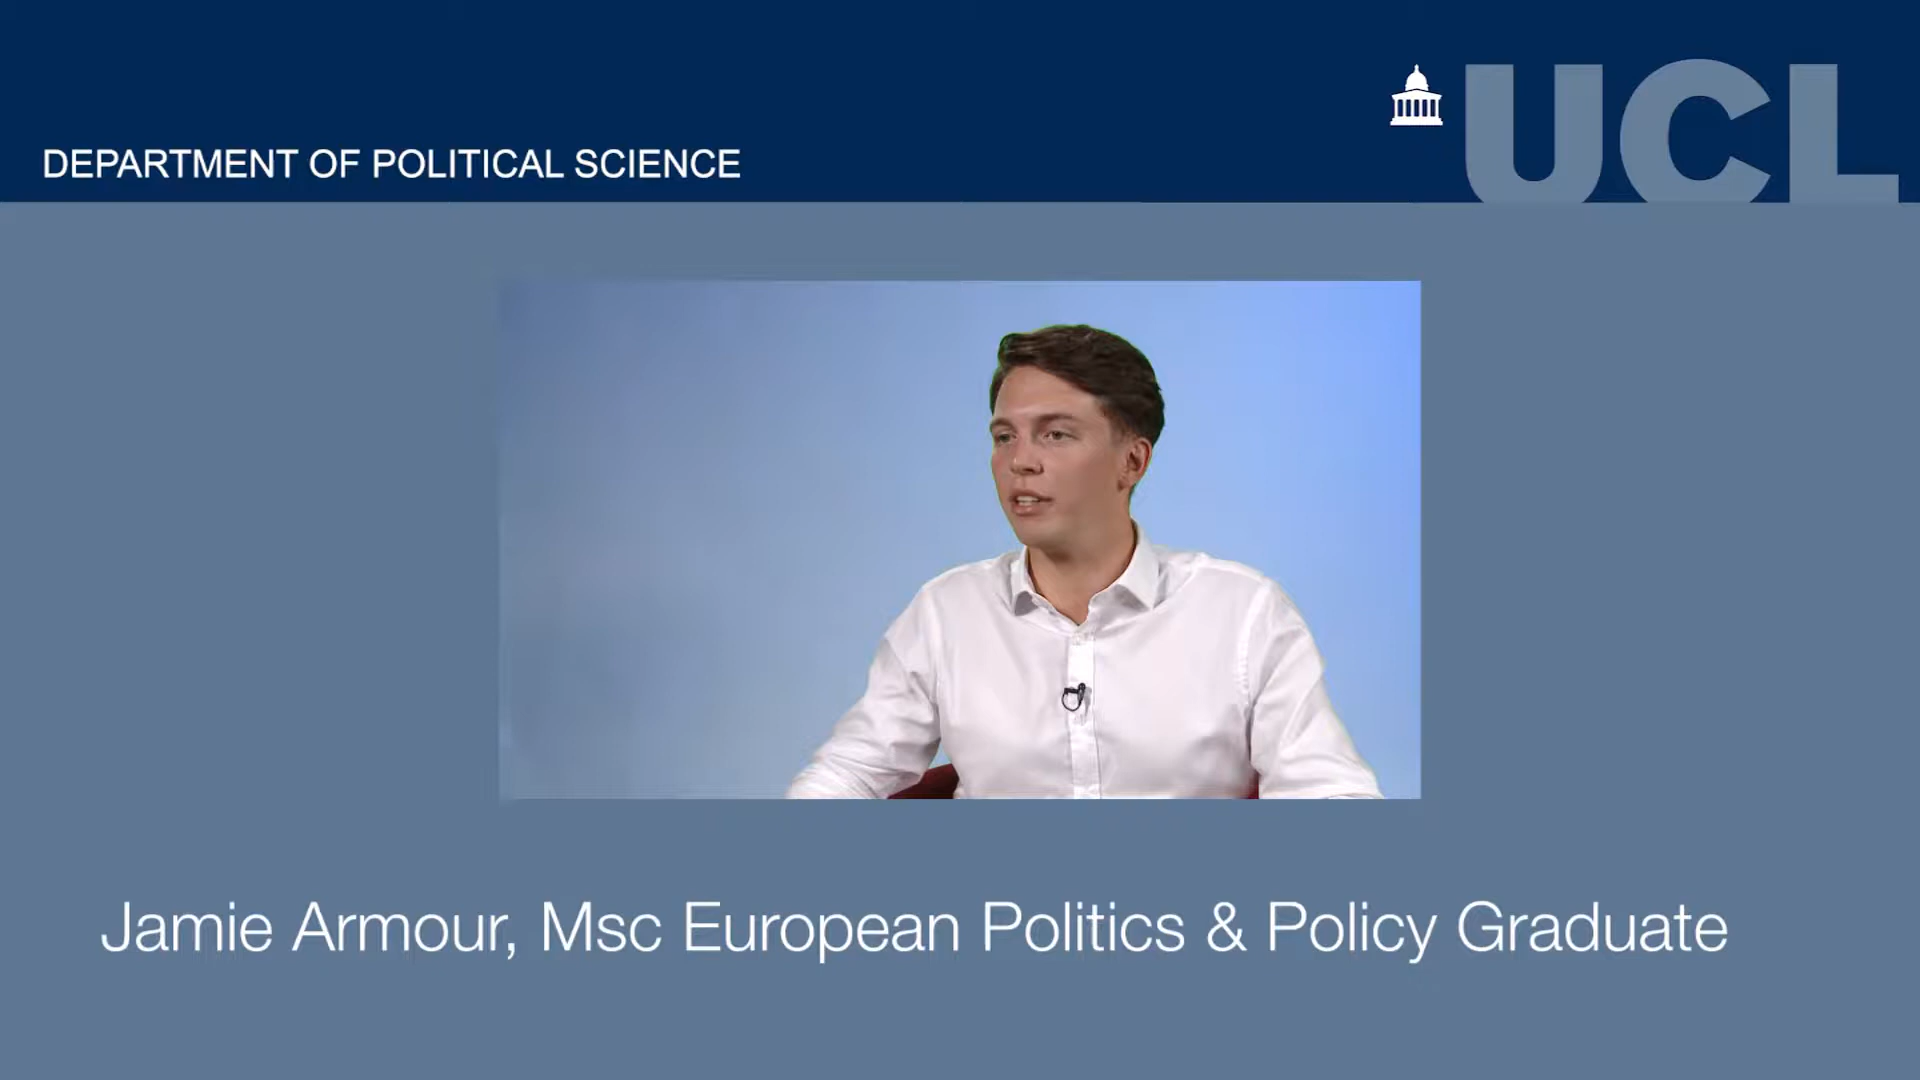 UCL
DEPARTMENT OF POLITICAL SCIENCE
Jamie Armour, Msc European Politics & Policy Graduate